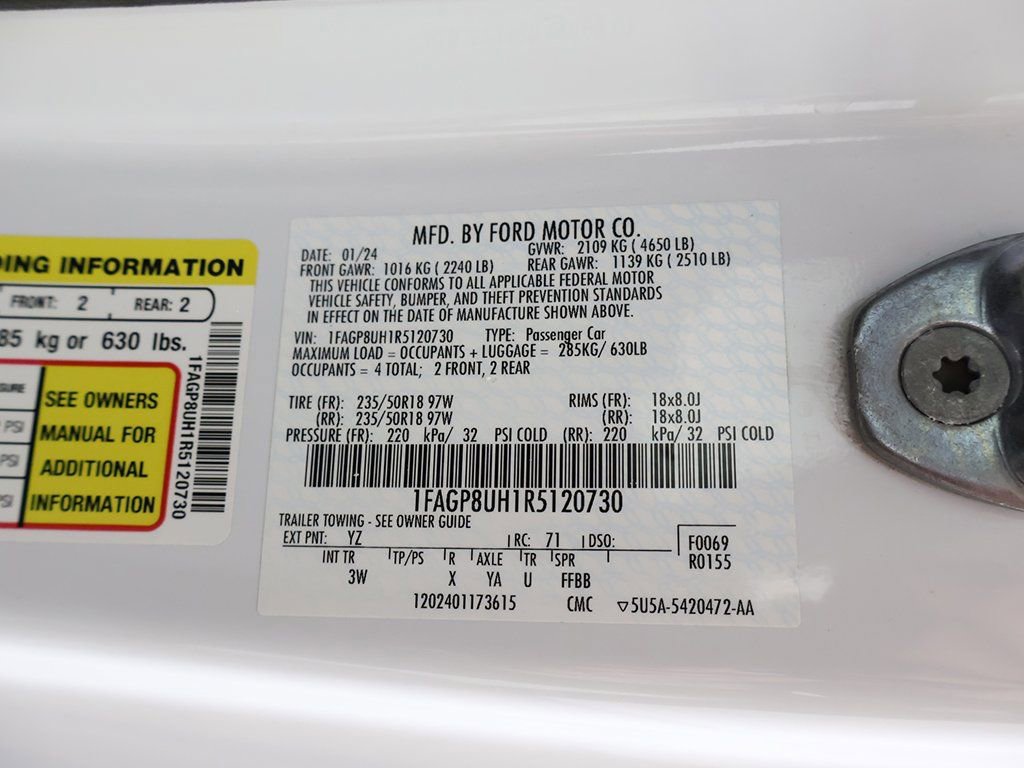 DING INFORMATION
FRONT: 2 REAR: 2
85 kg or 630 lbs.
SURE
PSI
PSI
PSI
SEE OWNERS
MANUAL FOR
ADDITIONAL
INFORMATION
1FAGP8UH1R5120730
MFD. BY FORD MOTOR CO.
DATE: 01/24 GVWR: 2109 KG ( 4650 LB)
FRONT GAWR: 1016 KG ( 2240 LB) REAR GAWR: 1139 KG ( 2510 LB)
THIS VEHICLE CONFORMS TO ALL APPLICABLE FEDERAL MOTOR
VEHICLE SAFETY, BUMPER, AND THEFT PREVENTION STANDARDS
IN EFFECT ON THE DATE OF MANUFACTURE SHOWN ABOVE.
VIN: 1FAGP8UH1R5120730 TYPE: Passenger Car
MAXIMUM LOAD = OCCUPANTS + LUGGAGE = 285KG/ 630LB
OCCUPANTS = 4 TOTAL; 2 FRONT, 2 REAR
TIRE (FR): 235/50R18 97W RIMS (FR): 18x8.0J
(RR): 235/50R18 97W (RR): 18x8.0J
PRESSURE (FR): 220 kPa/ 32 PSI COLD (RR): 220 kPa/ 32 PSI COLD
1FAGP8UH1R5120730
TRAILER TOWING - SEE OWNER GUIDE
EXT PNT: YZ RC: 71 DSO: F0069
R0155
INT TR TP/PS R AXLE TR SPR
3W X YA U FFBB
1202401173615 CMC ▽5U5A-5420472-AA